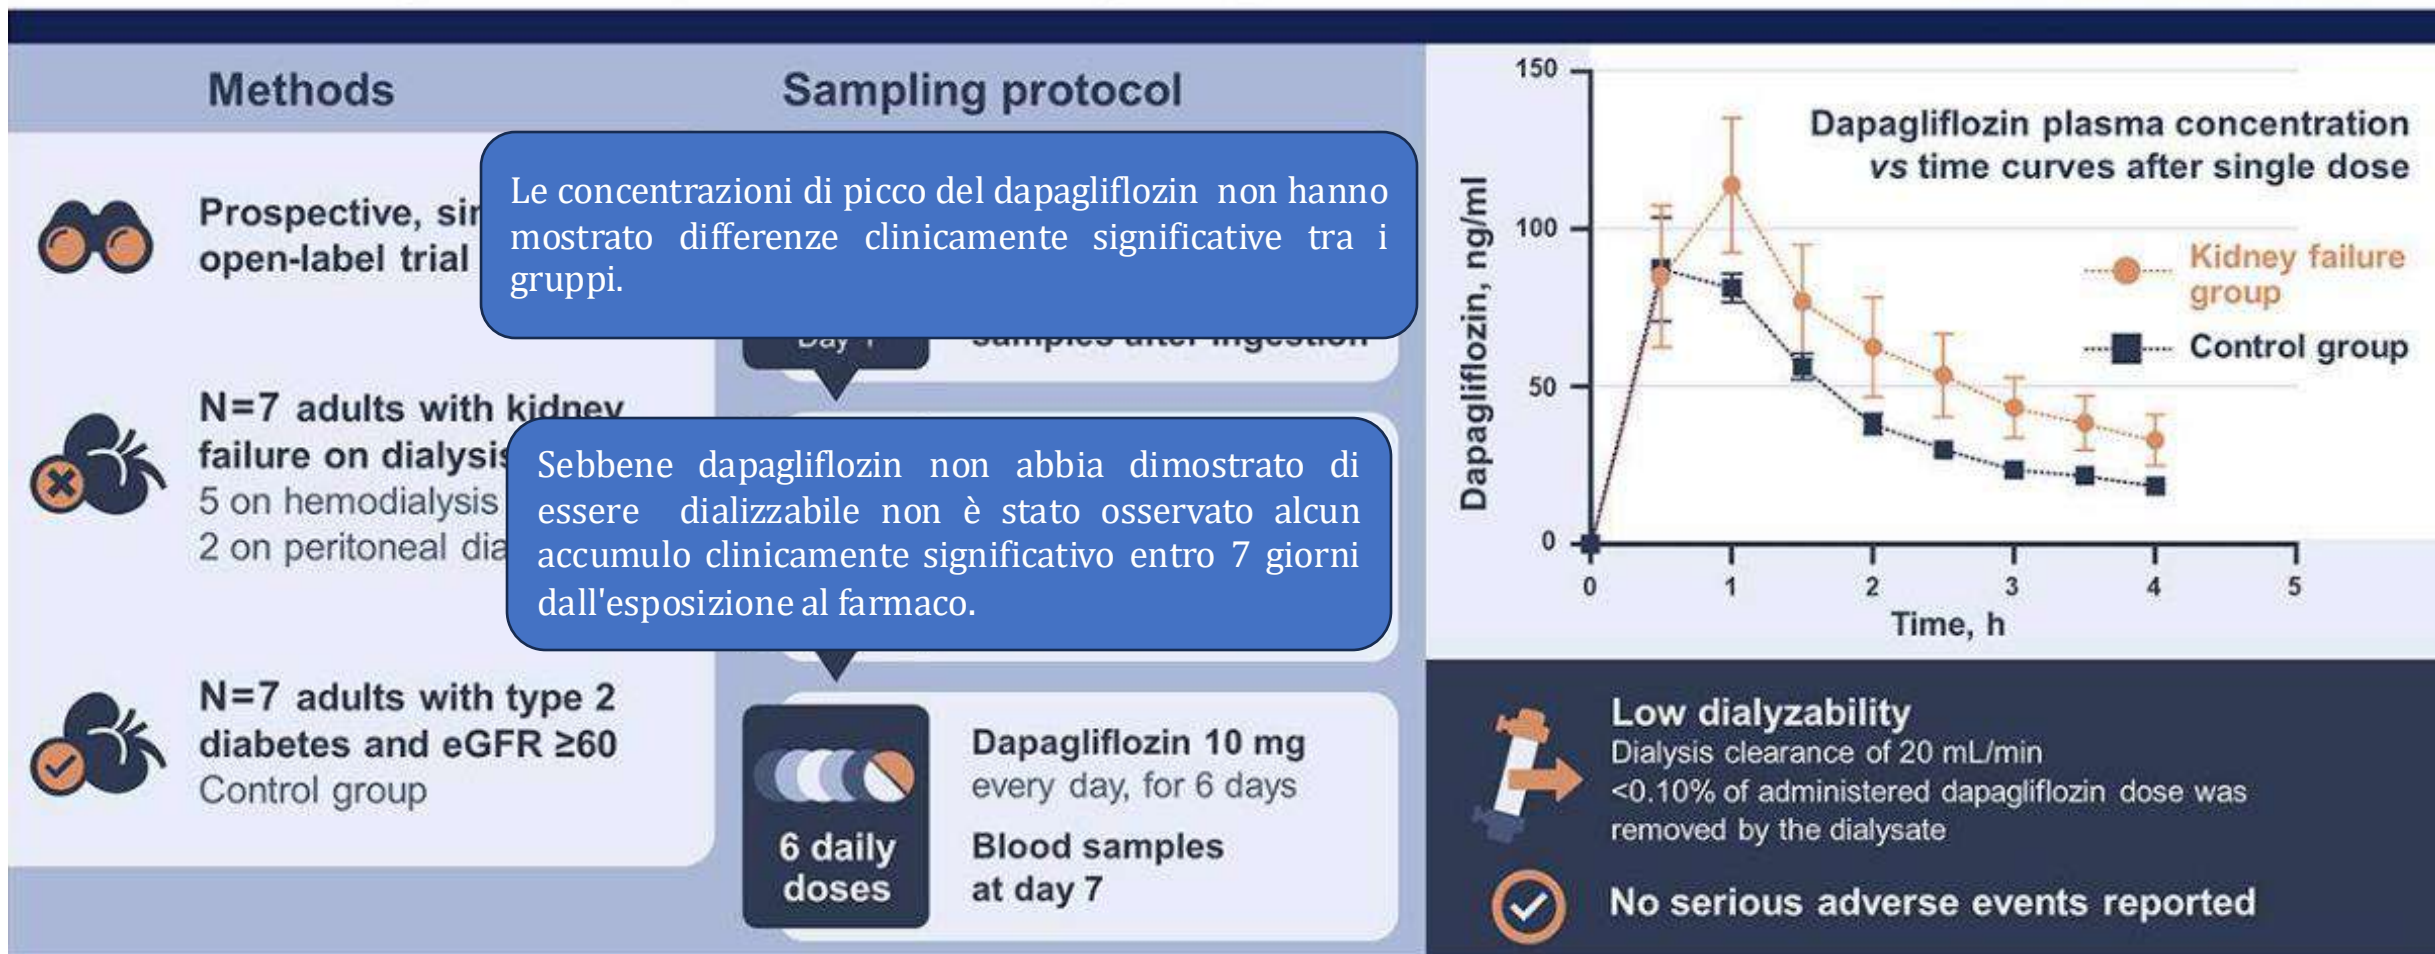 Methods
Prospective,
open-label trial
N=7 adults with kidney
failure on dialysis
5 on hemodialysis
2 on peritoneal
N=7 adults with type 2
diabetes and eGFR ≥60
Control group
Sampling protocol
Le concentrazioni di picco del dapagliflozin non hanno
mostrato differenze clinicamente significative tra i
gruppi.
Day 1
samples after ingestion
Sebbene dapagliflozin non abbia dimostrato di
essere dializzabile non è stato osservato alcun
accumulo clinicamente significativo entro 7 giorni
dall'esposizione al farmaco.
6 daily
doses
Dapagliflozin 10 mg
every day, for 6 days
Blood samples
at day 7
Dapagliflozin plasma concentration
vs time curves after single dose
Kidney failure
group
Control group
Dapagliflozin, ng/ml
150
100
50
0
0 1 2 3 4 5
Time, h
Low dialyzability
Dialysis clearance of 20 mL/min
<0.10% of administered dapagliflozin dose was
removed by the dialysate
No serious adverse events reported